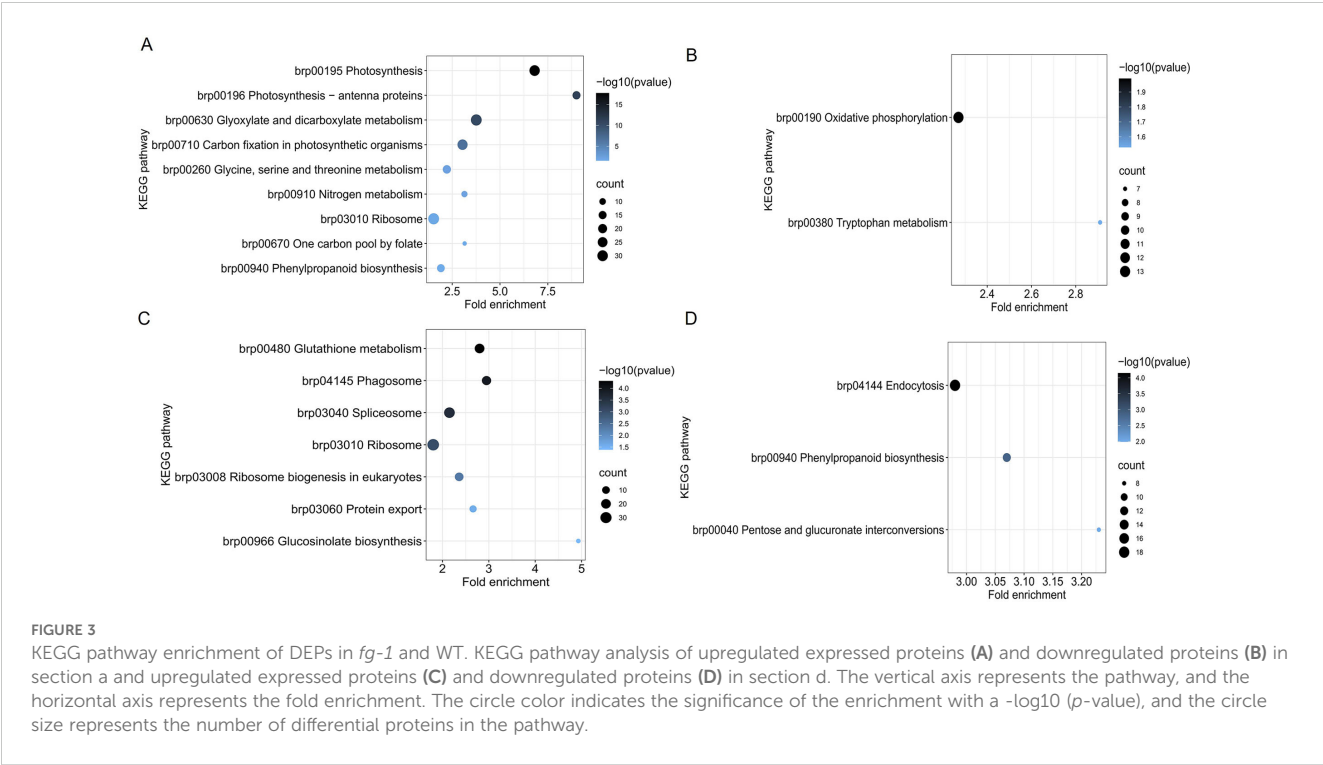 A
brp00195 Photosynthesis
brp00196 Photosynthesis − antenna proteins
brp00630 Glyoxylate and dicarboxylate metabolism
brp00710 Carbon fixation in photosynthetic organisms
brp00260 Glycine, serine and threonine metabolism
brp00910 Nitrogen metabolism
brp03010 Ribosome
brp00670 One carbon pool by folate
brp00940 Phenylpropanoid biosynthesis
KEGG pathway
2.5 5.0 7.5
Fold enrichment
−log10(pvalue)
15
10
5
count
10
15
20
25
30
B
brp00190 Oxidative phosphorylation
brp00380 Tryptophan metabolism
KEGG pathway
2.4 2.6 2.8
Fold enrichment
−log10(pvalue)
1.9
1.8
1.7
1.6
count
7
8
9
10
11
12
13
C
brp00480 Glutathione metabolism
brp04145 Phagosome
brp03040 Spliceosome
brp03010 Ribosome
brp03008 Ribosome biogenesis in eukaryotes
brp03060 Protein export
brp00966 Glucosinolate biosynthesis
KEGG pathway
2 3 4 5
Fold enrichment
−log10(pvalue)
4.0
3.5
3.0
2.5
2.0
1.5
count
10
20
30
D
brp04144 Endocytosis
brp00940 Phenylpropanoid biosynthesis
brp00040 Pentose and glucuronate interconversions
KEGG pathway
3.00 3.05 3.10 3.15 3.20
Fold enrichment
−log10(pvalue)
4.0
3.5
3.0
2.5
2.0
count
8
10
12
14
16
18
FIGURE 3
KEGG pathway enrichment of DEPs in fg-1 and WT. KEGG pathway analysis of upregulated expressed proteins (A) and downregulated proteins (B) in
section a and upregulated expressed proteins (C) and downregulated proteins (D) in section d. The vertical axis represents the pathway, and the
horizontal axis represents the fold enrichment. The circle color indicates the significance of the enrichment with a -log10 (p-value), and the circle
size represents the number of differential proteins in the pathway.